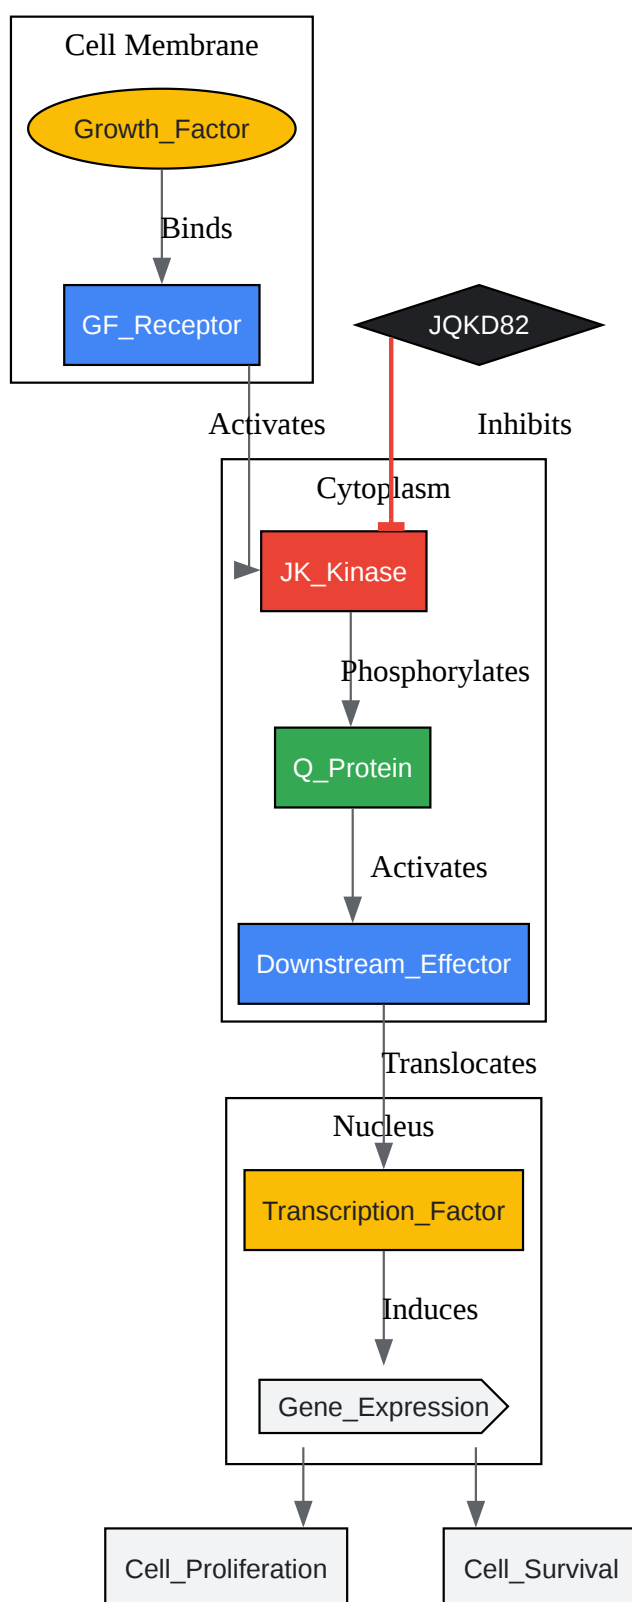 Cell Membrane
Growth_Factor
Binds
GF_Receptor
JQKD82
Activates
Inhibits
Cytoplasm
JK_Kinase
Phosphorylates
Q_Protein
Activates
Downstream_Effector
Translocates
Nucleus
Transcription_Factor
Induces
Gene_Expression
Cell_Proliferation
Cell_Survival